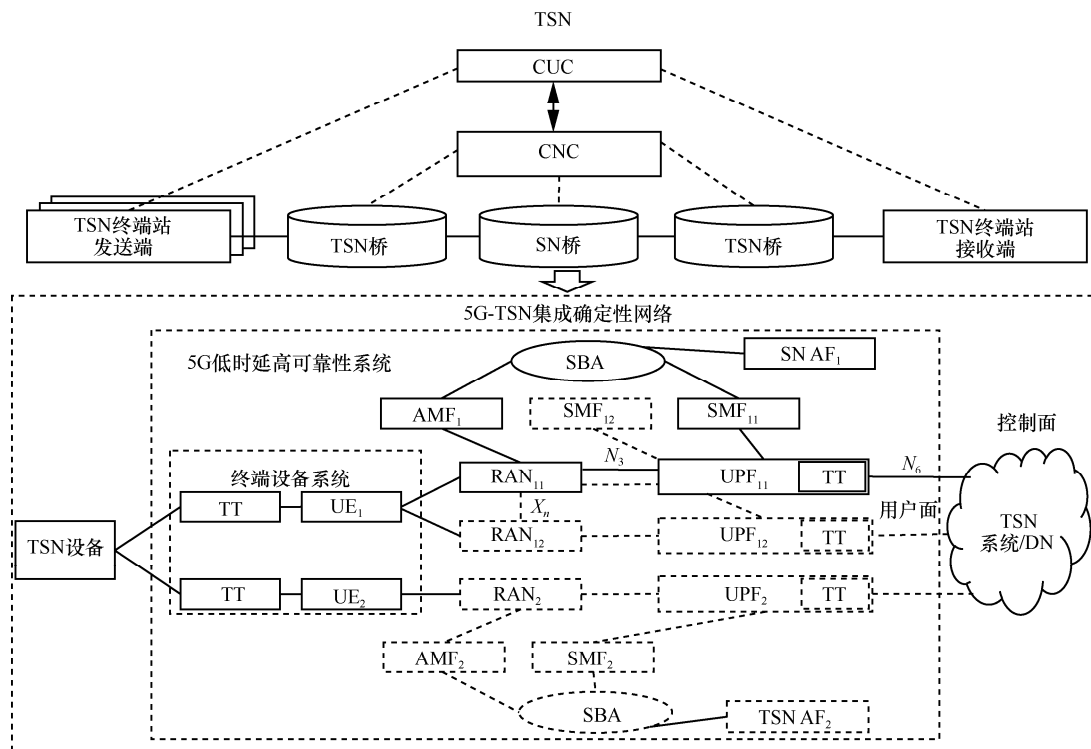 TSN
CUC
CNC
TSN终端站
发送端
TSN桥
SN桥
TSN桥
TSN终端站
接收端
5G-TSN集成确定性网络
5G低时延高可靠性系统
SBA
SN AF₁
AMF₁
SMF₁₂
SMF₁₁
控制面
终端设备系统
RAN₁₁
N₃
UPF₁₁
TT
N₆
TT
UE₁
Xₙ
用户面
TSN设备
RAN₁₂
UPF₁₂
TT
TSN
系统/DN
TT
UE₂
RAN₂
UPF₂
TT
AMF₂
SMF₂
SBA
TSN AF₂